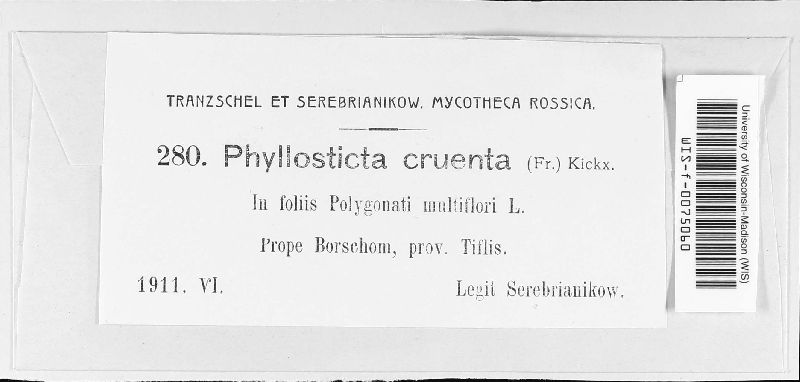 TRANZSCHEL ET SEREBRIANIKOW. MYCOTHECA ROSSICA.
280. Phyllosticta cruenta (Fr.) Kickx.
In foliis Polygonati multiflori L.
Prope Borschom, prov. Tiflis.
1911. VI. Legit Serebrianikow.
University of Wisconsin-Madison (WIS)
WIS-f-0075060